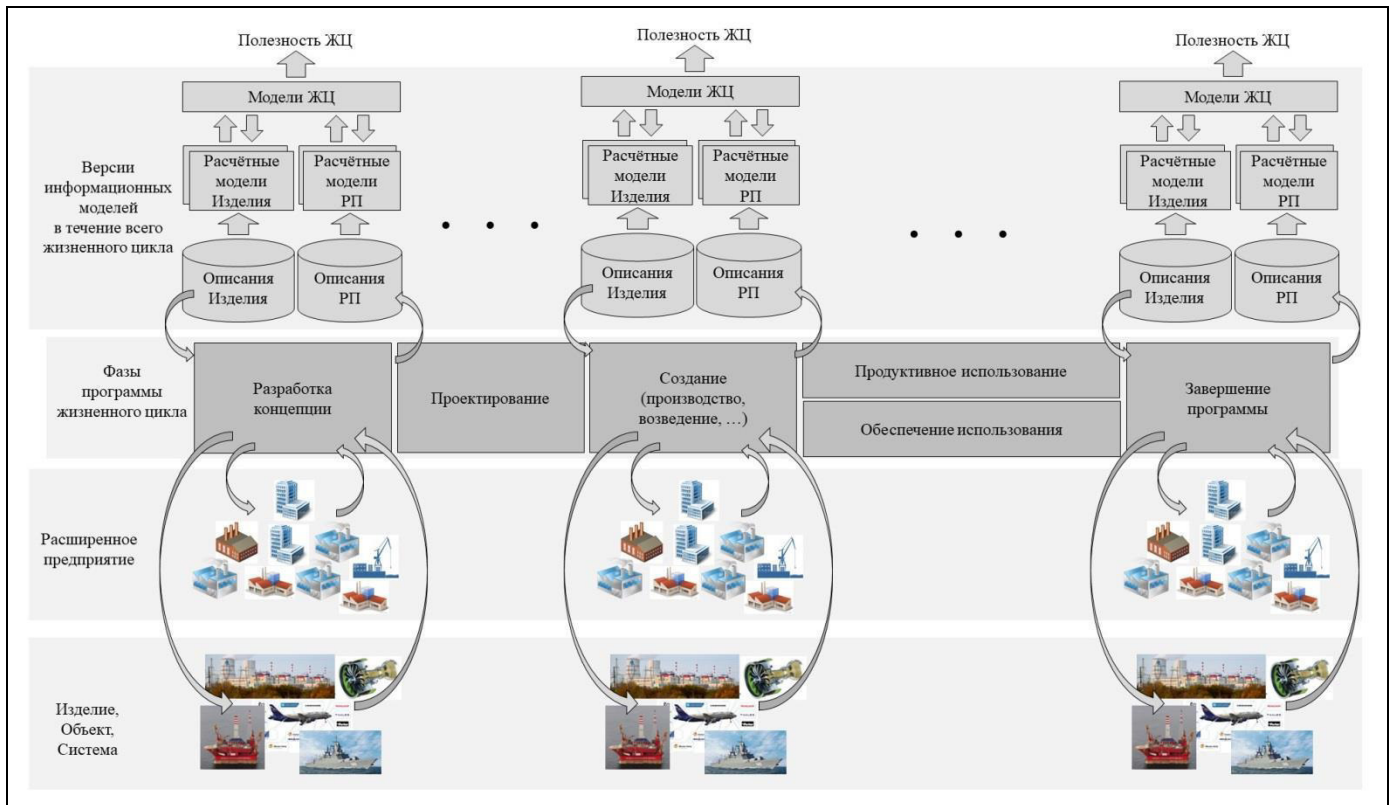 Полезность ЖЦ
Полезность ЖЦ
Полезность ЖЦ
Модели ЖЦ
Модели ЖЦ
Модели ЖЦ
Версии
информационных
моделей
в течение всего
жизненного цикла
Расчётные
модели
Изделия
Расчётные
модели
РП
Расчётные
модели
Изделия
Расчётные
модели
РП
Расчётные
модели
Изделия
Расчётные
модели
РП
. . .
. . .
Описания
Изделия
Описания
РП
Описания
Изделия
Описания
РП
Описания
Изделия
Описания
РП
Фазы
программы
жизненного цикла
Разработка
концепции
Проектирование
Создание
(производство,
возведение, …)
Продуктивное использование
Обеспечение использования
Завершение
программы
Расширенное
предприятие
Изделие,
Объект,
Система